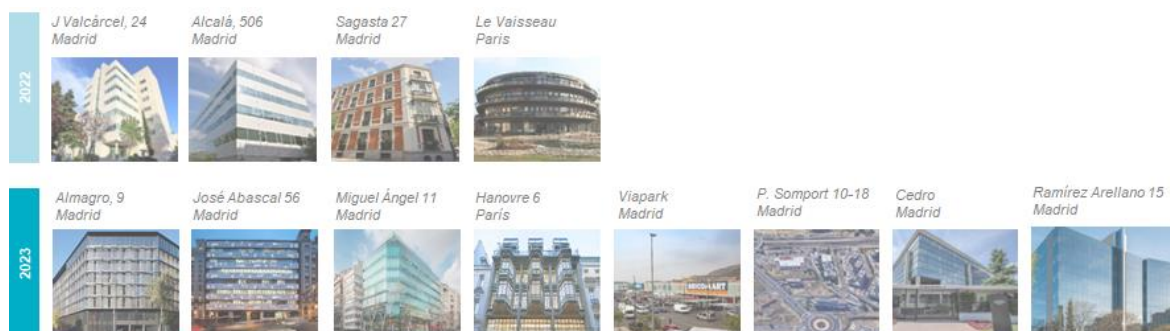 2022
J Valcárcel, 24
Madrid
Alcalá, 506
Madrid
Sagasta 27
Madrid
Le Vaisseau
París
2023
Almagro, 9
Madrid
José Abascal 56
Madrid
Miguel Ángel 11
Madrid
Hanovre 6
París
Viapark
Madrid
P. Somport 10-18
Madrid
Cedro
Madrid
Ramírez Arellano 15
Madrid